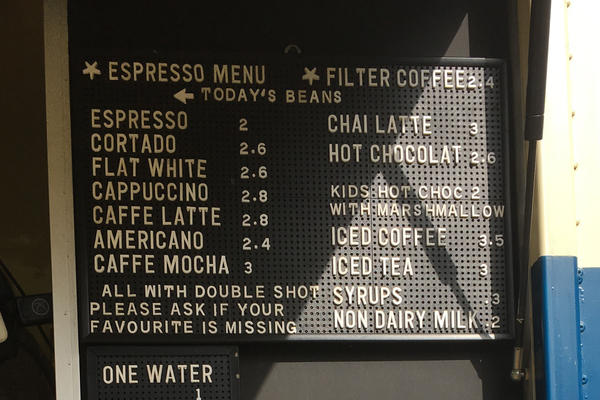 ★ ESPRESSO MENU
← TODAY'S BEANS
ESPRESSO 2
CORTADO 2.6
FLAT WHITE 2.6
CAPPUCCINO 2.8
CAFFE LATTE 2.8
AMERICANO 2.4
CAFFE MOCHA 3
ALL WITH DOUBLE SHOT
PLEASE ASK IF YOUR
FAVOURITE IS MISSING
★ FILTER COFFEE 2.4
CHAI LATTE 3
HOT CHOCOLAT 2.6
KIDS HOT CHOC 2
WITH MARSHMALLOW
ICED COFFEE 3.5
ICED TEA 3
SYRUPS .3
NON DAIRY MILK .2
ONE WATER
1